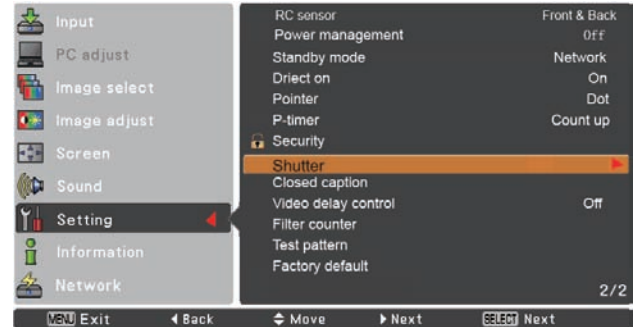 Input
PC adjust
Image select
Image adjust
Screen
Sound
Setting
Information
Network
RC sensor Front & Back
Power management Off
Standby mode Network
Driect on On
Pointer Dot
P-timer Count up
Security
Shutter
Closed caption
Video delay control Off
Filter counter
Test pattern
Factory default
2/2
MENU Exit Back Move Next SELECT Next